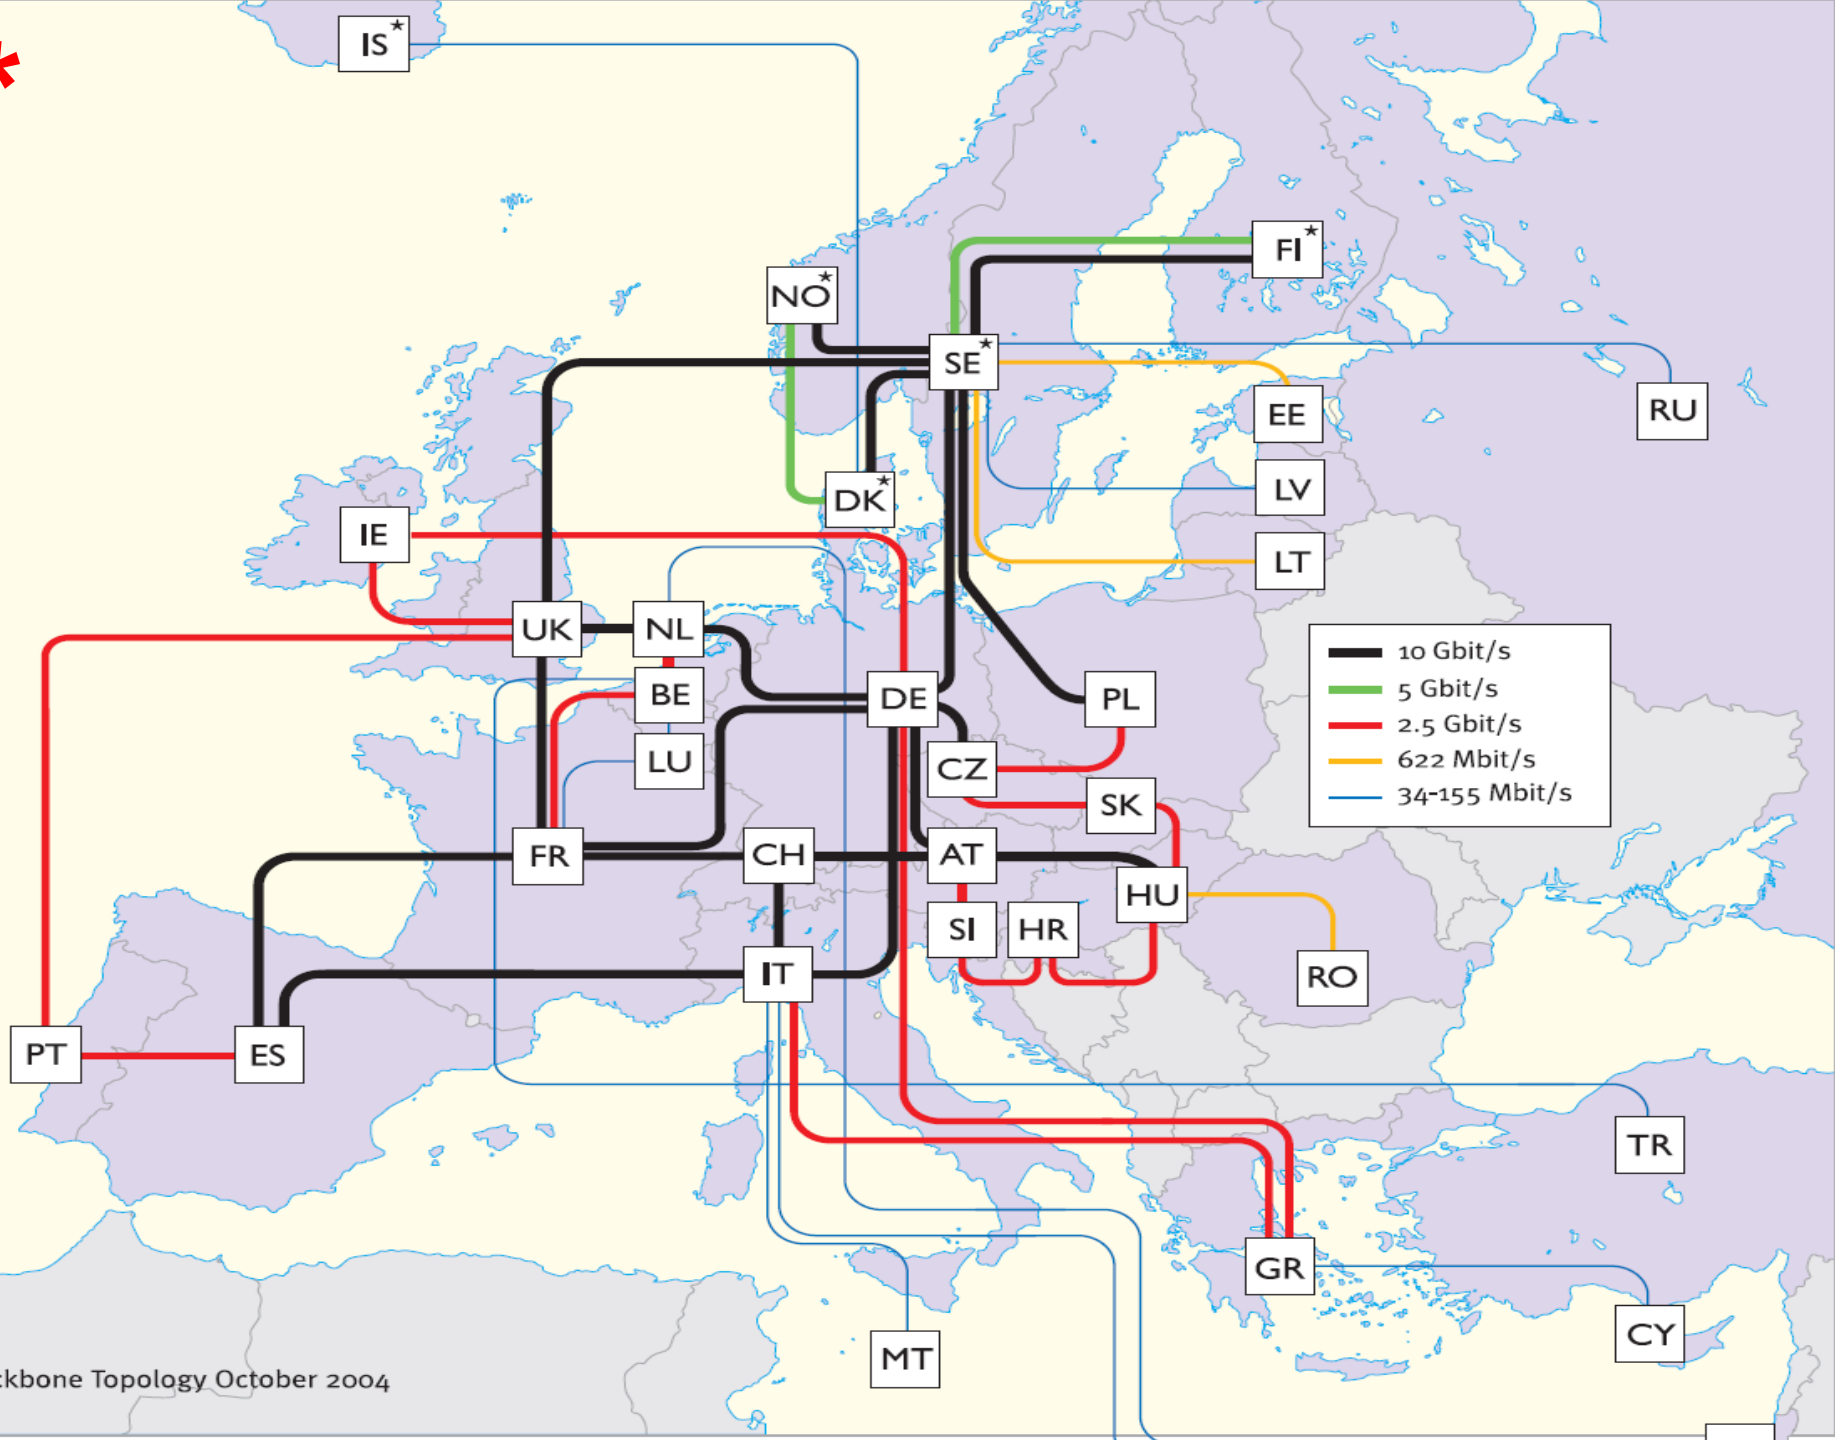 *
IS*
FI*
NO*
SE*
EE
RU
LV
DK*
LT
IE
UK
NL
BE
DE
PL
LU
CZ
SK
10 Gbit/s
5 Gbit/s
2.5 Gbit/s
622 Mbit/s
34-155 Mbit/s
FR
CH
AT
HU
SI
HR
IT
RO
PT
ES
TR
GR
CY
MT
ckbone Topology October 2004